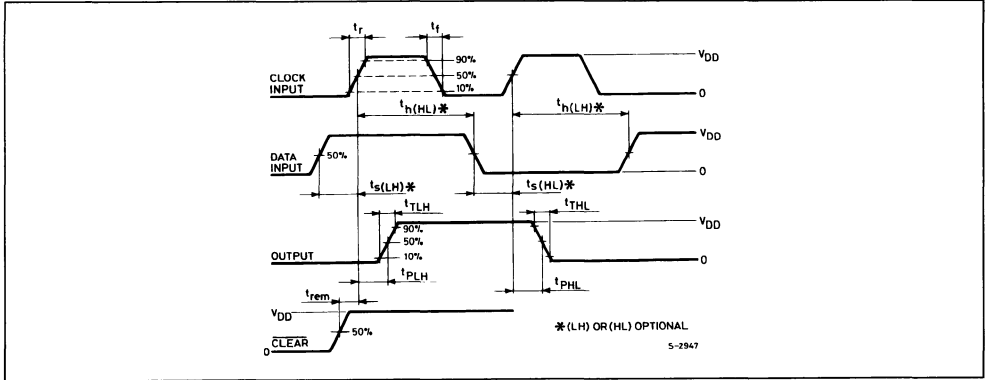 tr
tf
VDD
90%
50%
10%
CLOCK
INPUT
0
th(HL)*
th(LH)*
VDD
DATA
INPUT
50%
0
ts(LH)*
ts(HL)*
tTLH
tTHL
VDD
90%
50%
10%
OUTPUT
0
tPLH
tPHL
trem
VDD
50%
0 CLEAR
*(LH) OR (HL) OPTIONAL
S-2947